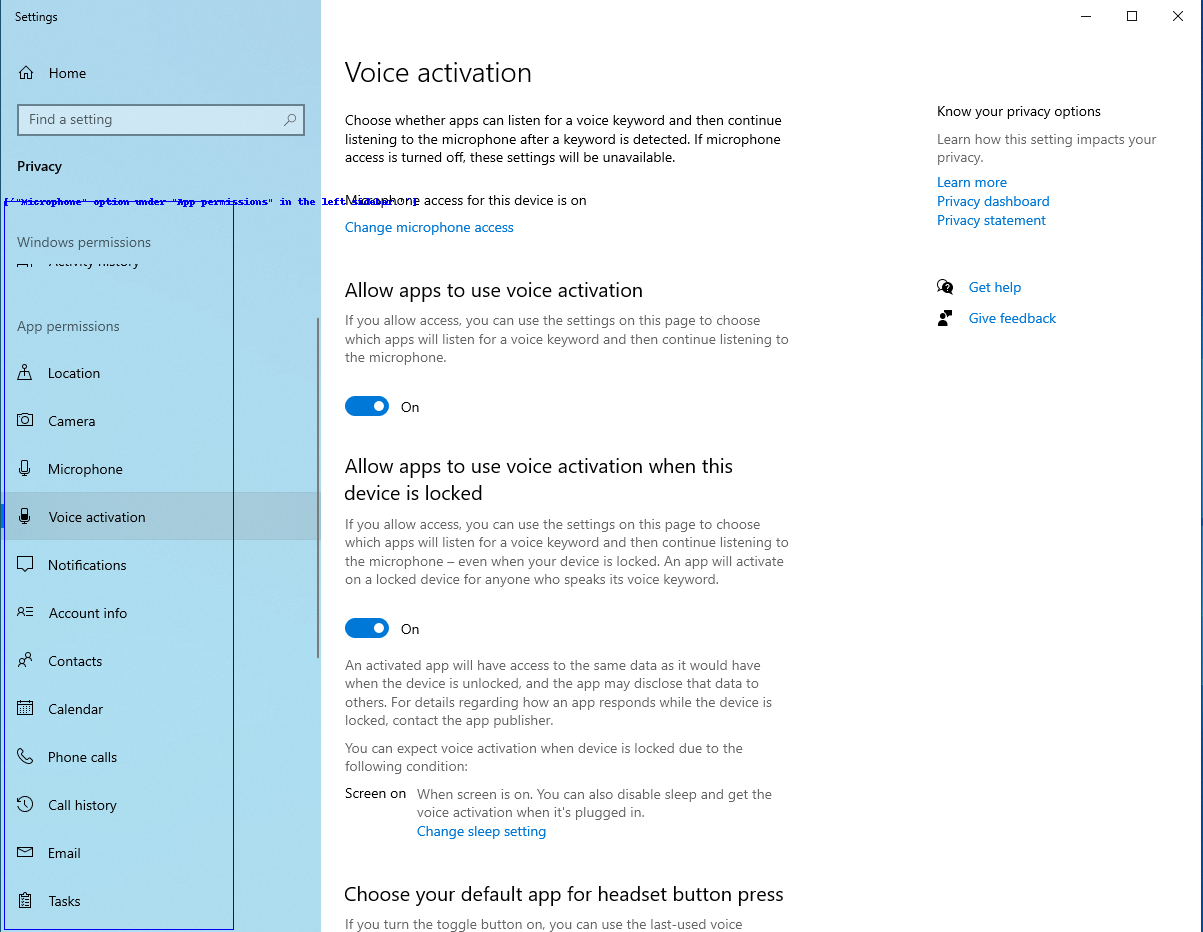 Settings
Home
Find a setting
Privacy
[′"Microphone" option under "App permissions" in the left
Windows permissions
Activity history
App permissions
Location
Camera
Microphone
Voice activation
Notifications
Account info
Contacts
Calendar
Phone calls
Call history
Email
Tasks
Voice activation
Choose whether apps can listen for a voice keyword and then continue
listening to the microphone after a keyword is detected. If microphone
access is turned off, these settings will be unavailable.
Microphone access for this device is on
Change microphone access
Allow apps to use voice activation
If you allow access, you can use the settings on this page to choose
which apps will listen for a voice keyword and then continue listening to
the microphone.
On
Allow apps to use voice activation when this
device is locked
If you allow access, you can use the settings on this page to choose
which apps will listen for a voice keyword and then continue listening to
the microphone – even when your device is locked. An app will activate
on a locked device for anyone who speaks its voice keyword.
On
An activated app will have access to the same data as it would have
when the device is unlocked, and the app may disclose that data to
others. For details regarding how an app responds while the device is
locked, contact the app publisher.
You can expect voice activation when device is locked due to the
following condition:
Screen on When screen is on. You can also disable sleep and get the
voice activation when it's plugged in.
Change sleep setting
Choose your default app for headset button press
If you turn the toggle button on, you can use the last-used voice
Know your privacy options
Learn how this setting impacts your
privacy.
Learn more
Privacy dashboard
Privacy statement
Get help
Give feedback